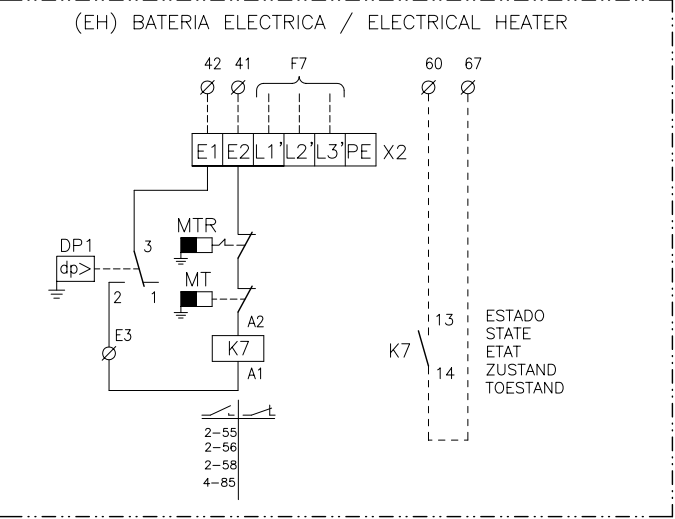 (EH) BATERIA ELECTRICA / ELECTRICAL HEATER
42 41 F7 60 67
E1 E2 L1' L2' L3' PE X2
MTR
DP1 3
dp>
MT
2 1
A2
E3
K7
A1
13
K7
14
ESTADO
STATE
ETAT
ZUSTAND
TOESTAND
2-55
2-56
2-58
4-85